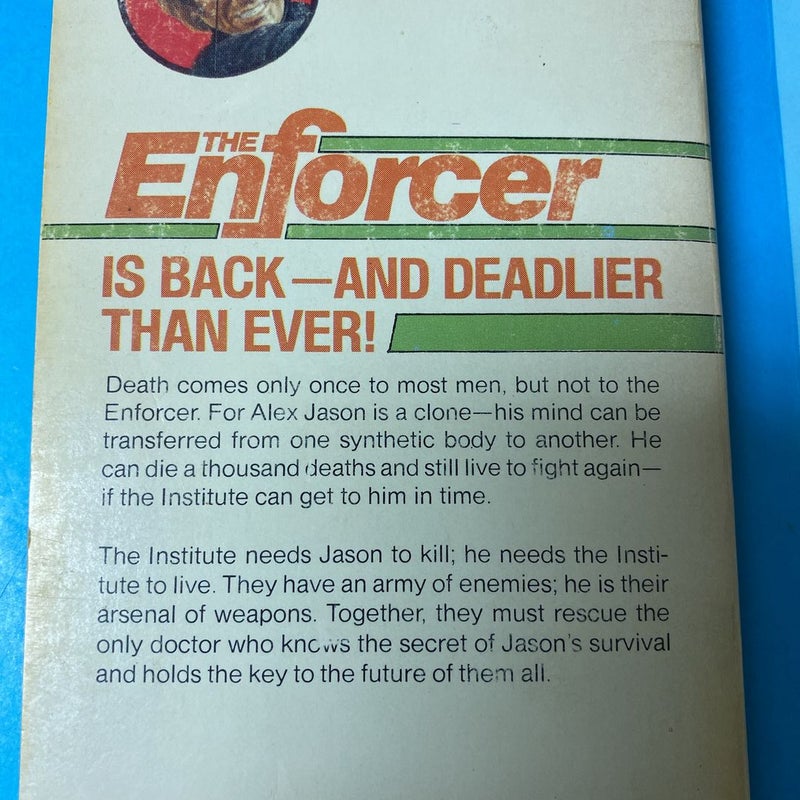 THE
Enforcer
IS BACK—AND DEADLIER
THAN EVER!
Death comes only once to most men, but not to the
Enforcer. For Alex Jason is a clone—his mind can be
transferred from one synthetic body to another. He
can die a thousand deaths and still live to fight again—
if the Institute can get to him in time.
The Institute needs Jason to kill; he needs the Insti-
tute to live. They have an army of enemies; he is their
arsenal of weapons. Together, they must rescue the
only doctor who knows the secret of Jason's survival
and holds the key to the future of them all.